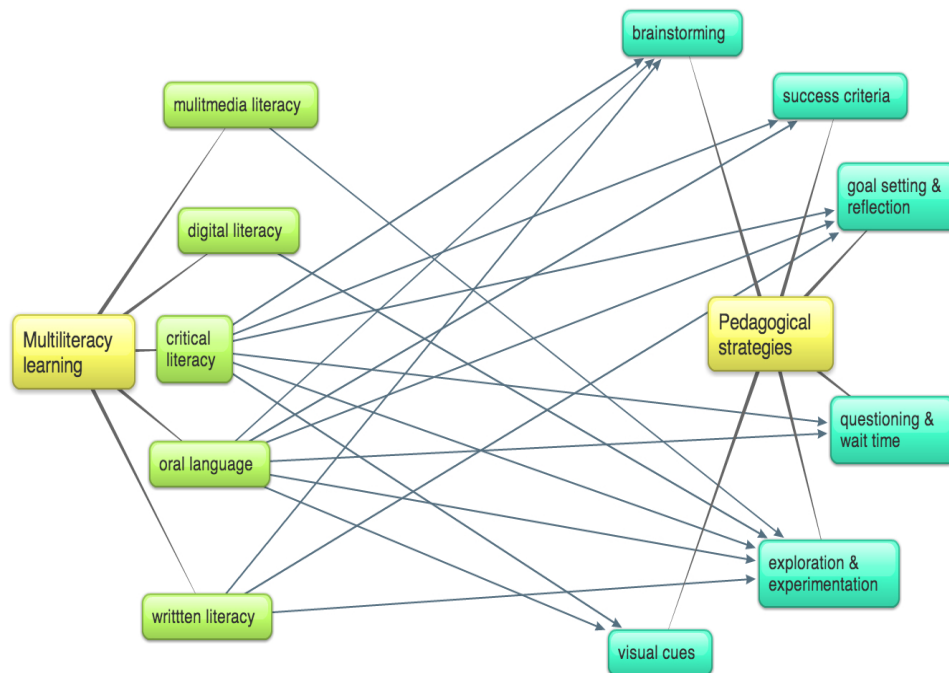 brainstorming
mulitmedia literacy
success criteria
goal setting &
reflection
digital literacy
Multiliteracy
learning
critical
literacy
Pedagogical
strategies
questioning &
wait time
oral language
exploration &
experimentation
writtten literacy
visual cues